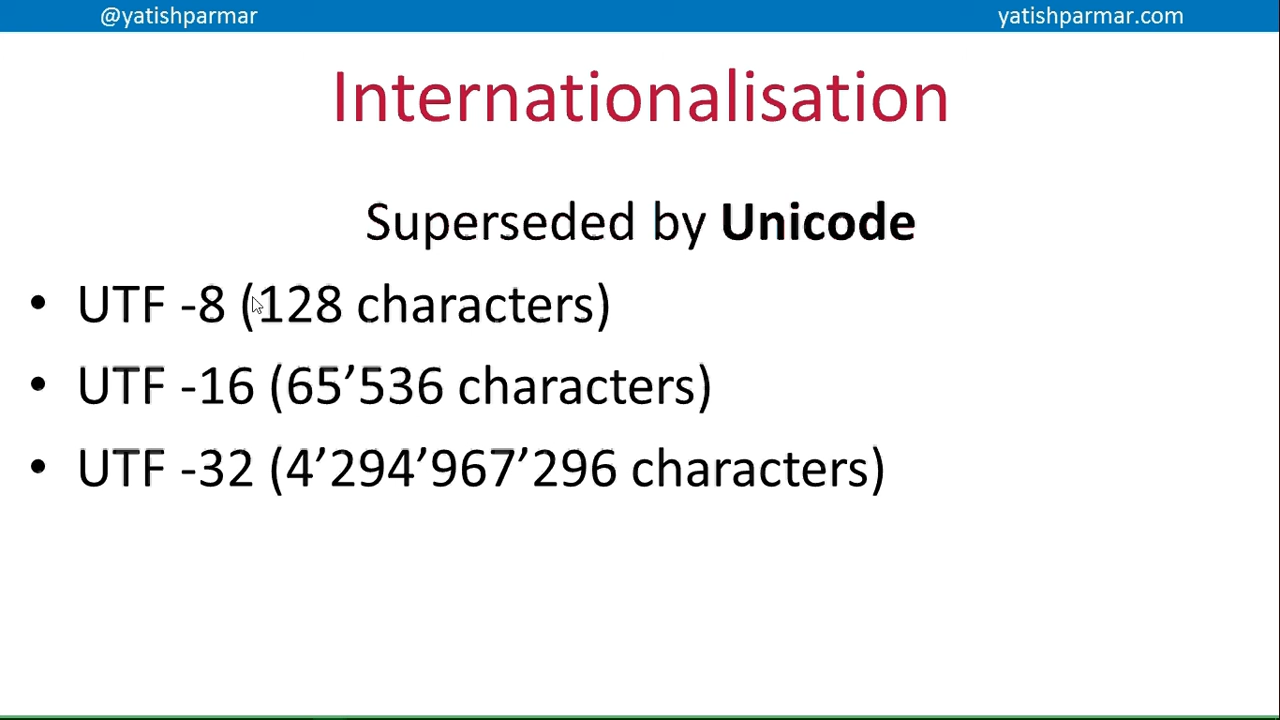 @yatishparmar yatishparmar.com
Internationalisation
Superseded by Unicode
• UTF -8 (128 characters)
• UTF -16 (65’536 characters)
• UTF -32 (4’294’967’296 characters)